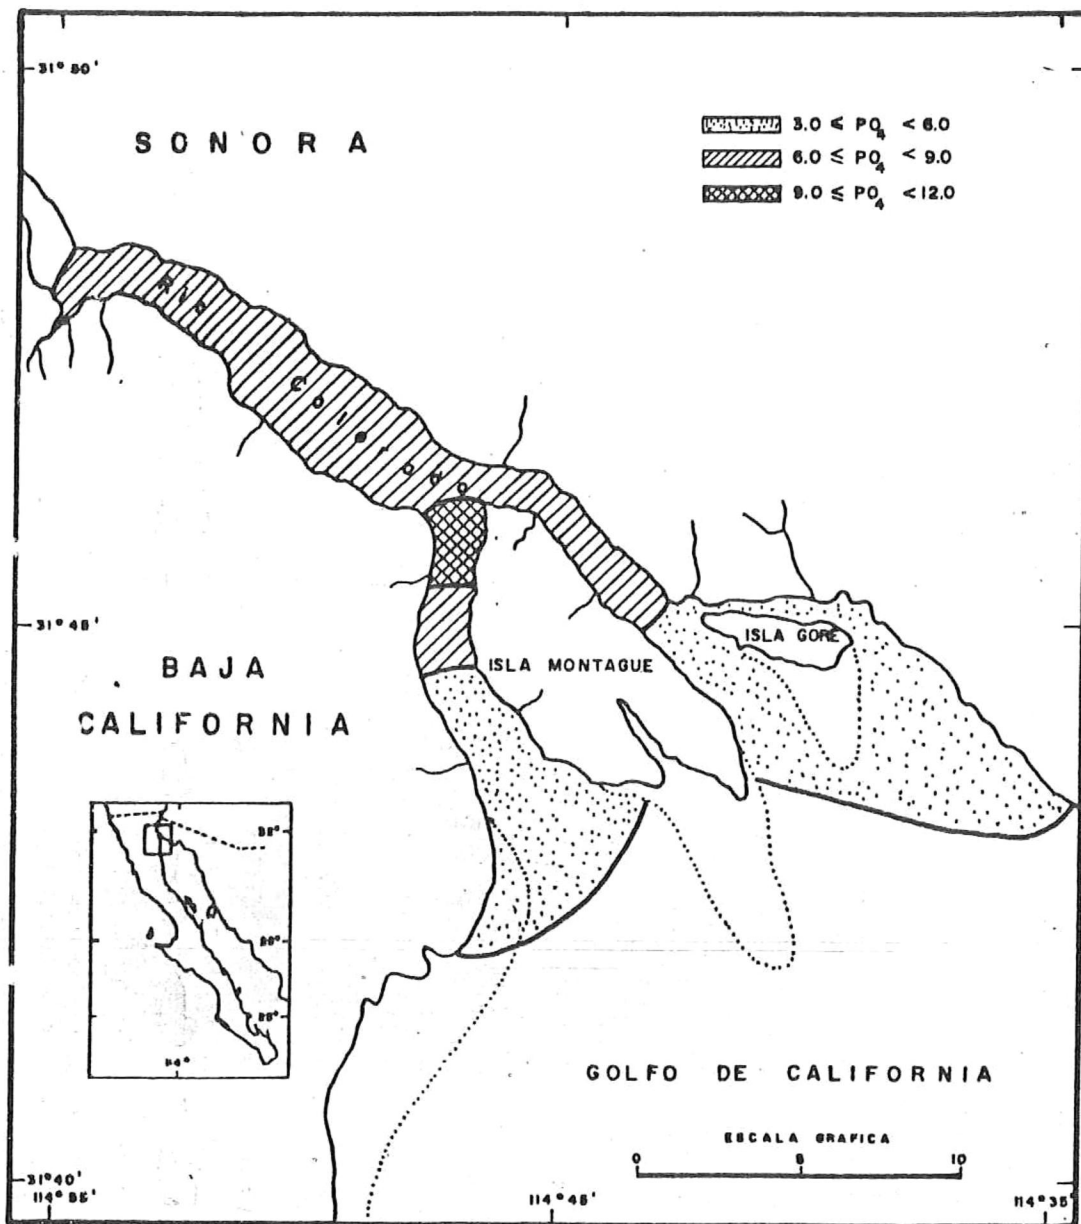 31° 50'
SONORA
3.0 ≤ PO4 < 6.0
6.0 ≤ PO4 < 9.0
9.0 ≤ PO4 < 12.0
Rio
Colorado
31° 45'
ISLA GORE
ISLA MONTAGUE
BAJA
CALIFORNIA
114°
GOLFO DE CALIFORNIA
ESCALA GRAFICA
0 5 10
31° 40'
114° 55' 114° 45' 114° 35'